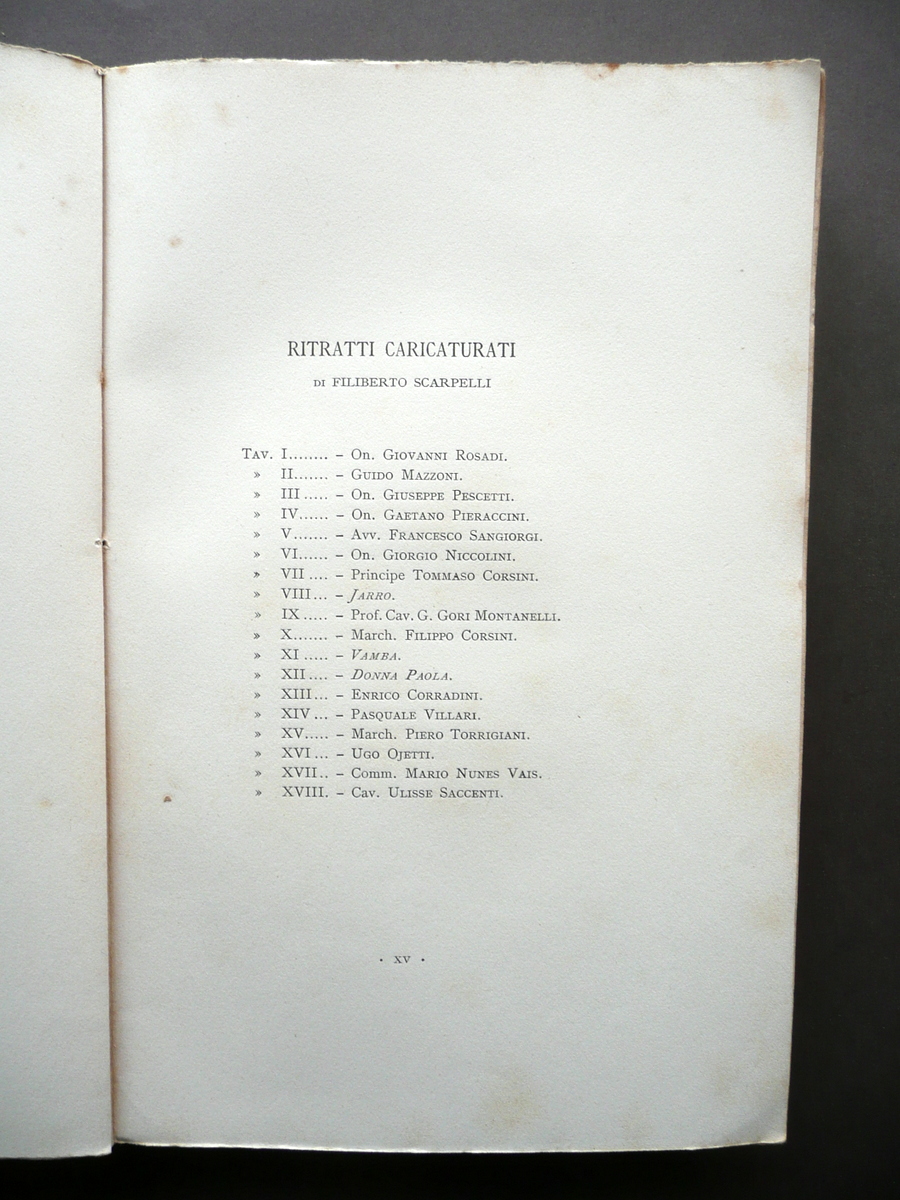 RITRATTI CARICATURATI
DI FILIBERTO SCARPELLI
TAV. I........ – On. GIOVANNI ROSADI.
» II....... – GUIDO MAZZONI.
» III ..... – On. GIUSEPPE PESCETTI.
» IV...... – On. GAETANO PIERACCINI.
» V....... – Avv. FRANCESCO SANGIORGI.
» VI...... – On. GIORGIO NICCOLINI.
» VII .... – Principe TOMMASO CORSINI.
» VIII... – JARRO.
» IX ..... – Prof. Cav. G. GORI MONTANELLI.
» X....... – March. FILIPPO CORSINI.
» XI ..... – VAMBA.
» XII .... – DONNA PAOLA.
» XIII... – ENRICO CORRADINI.
» XIV ... – PASQUALE VILLARI.
» XV..... – March. PIERO TORRIGIANI.
» XVI ... – UGO OJETTI.
» XVII.. – Comm. MARIO NUNES VAIS.
» XVIII. – Cav. ULISSE SACCENTI.
· XV ·